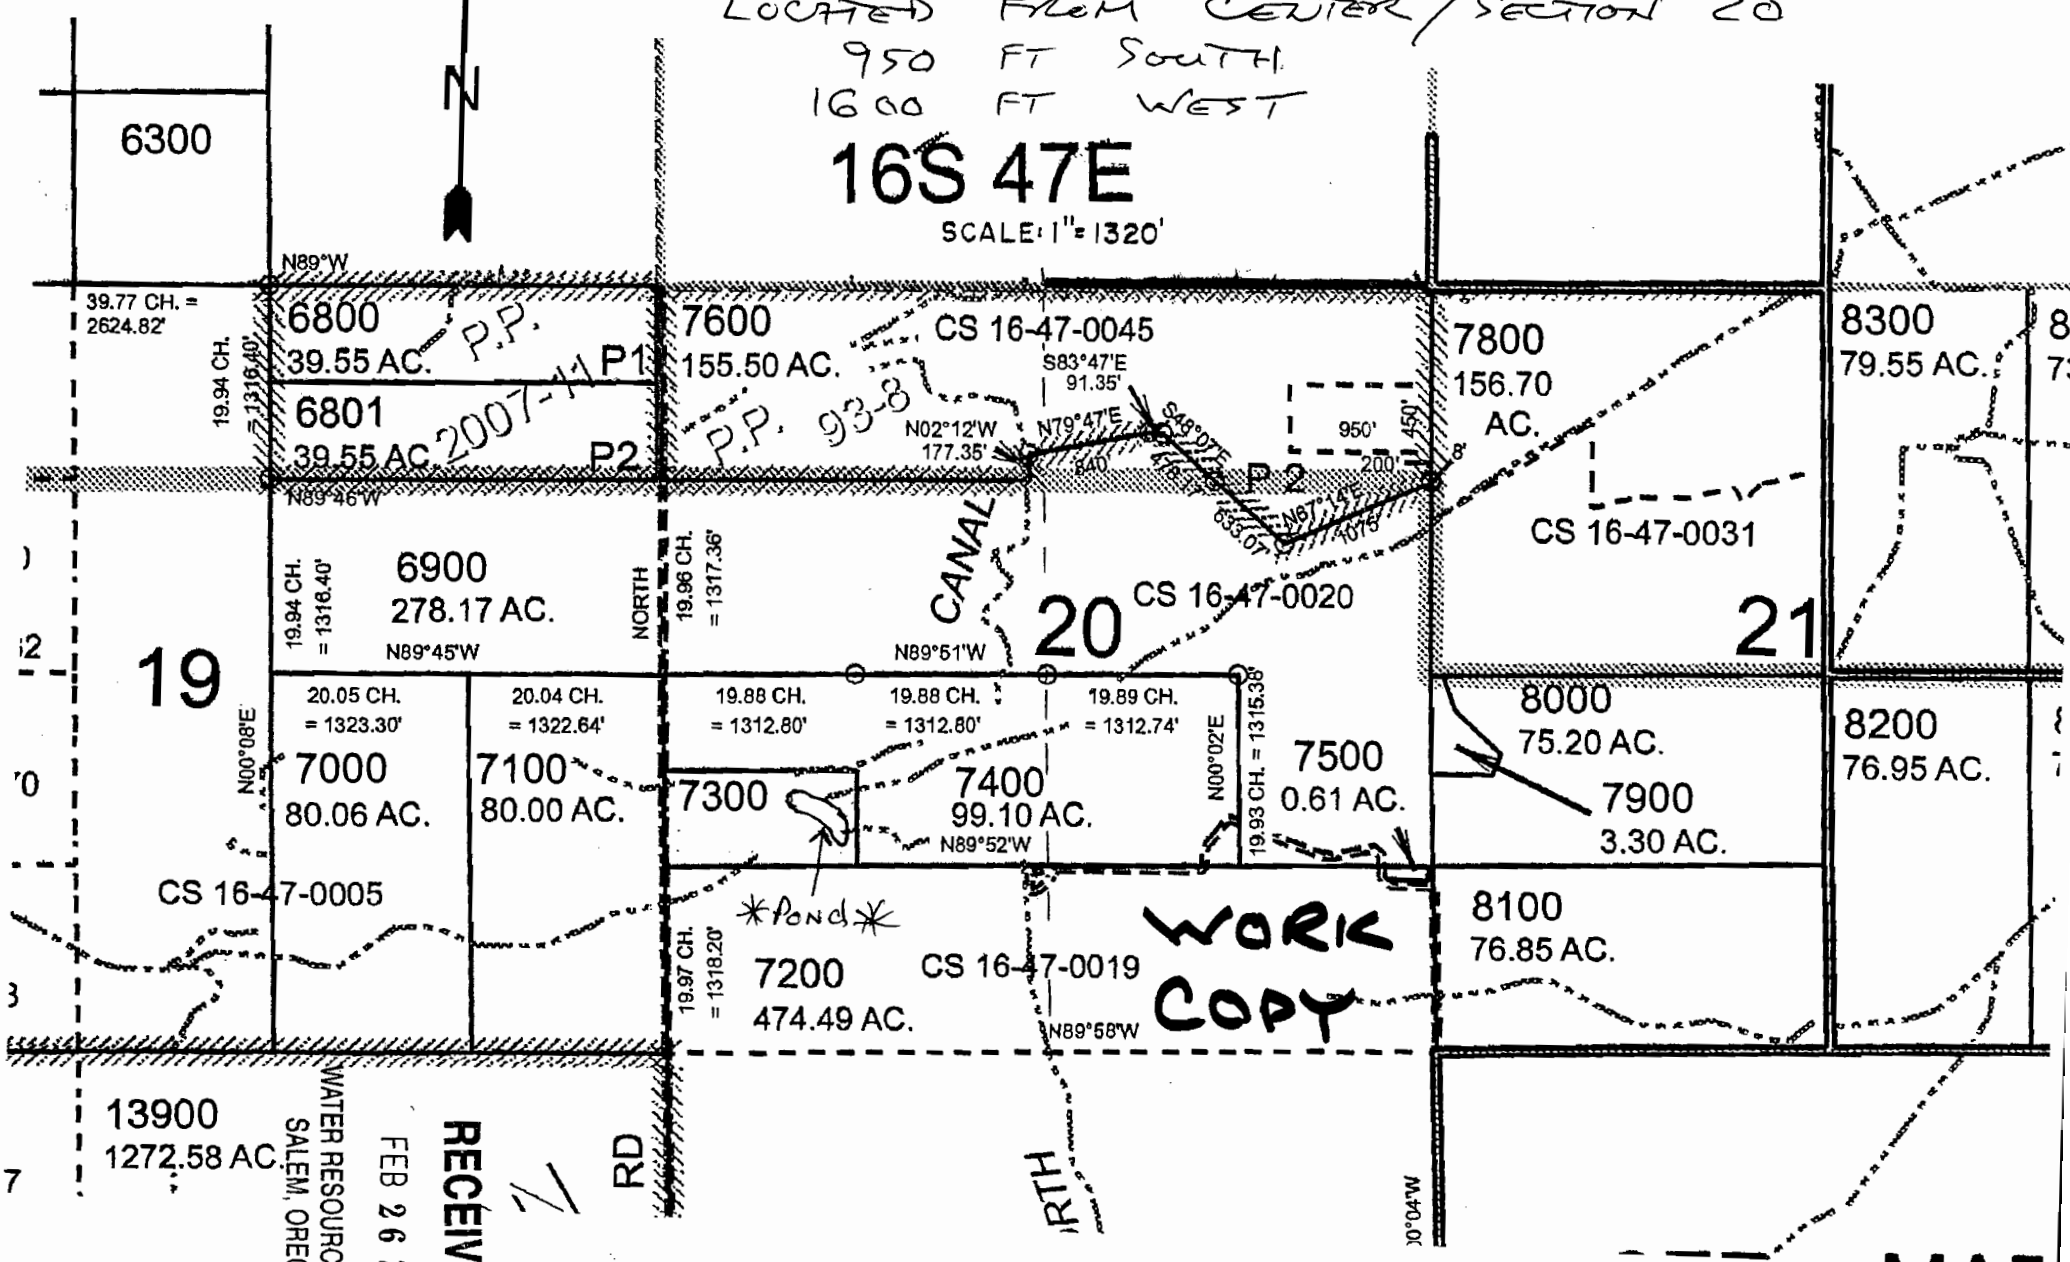 LOCATED FROM CENTER/SECTION 20
950 FT SOUTH
1600 FT WEST
N
16S 47E
SCALE: 1"= 1320'
6300
N89°W
39.77 CH. =
2624.82'
19.94 CH.
= 1316.40'
6800
39.55 AC.
P1
P.P.
2007-11
6801
39.55 AC.
P2
N89°46'W
7600
155.50 AC.
P.P. 93-8
CS 16-47-0045
S83°47'E
91.35'
N02°12'W
177.35'
N79°47'E
840'
S48°07'E
633.07'
N67°14'E
1075'
P 2
950'
450'
200'
8'
7800
156.70
AC.
CS 16-47-0031
8300
79.55 AC.
19.94 CH.
= 1316.40'
6900
278.17 AC.
NORTH
19.96 CH.
= 1317.36'
CANAL
20
CS 16-47-0020
21
19
N89°45'W
N89°51'W
20.05 CH.
= 1323.30'
20.04 CH.
= 1322.64'
19.88 CH.
= 1312.80'
19.88 CH.
= 1312.80'
19.89 CH.
= 1312.74'
N00°08'E
7000
80.06 AC.
7100
80.00 AC.
7300
7400
99.10 AC.
N89°52'W
N00°02'E
19.93 CH. = 1315.38'
7500
0.61 AC.
8000
75.20 AC.
7900
3.30 AC.
8200
76.95 AC.
CS 16-47-0005
*POND*
19.97 CH.
= 1318.20'
7200
474.49 AC.
CS 16-47-0019
WORK
COPY
8100
76.85 AC.
N89°58'W
13900
1272.58 AC.
WATER RESOURC
SALEM, OREG
FEB 26
RECEIV
RD
RTH
00°04'W